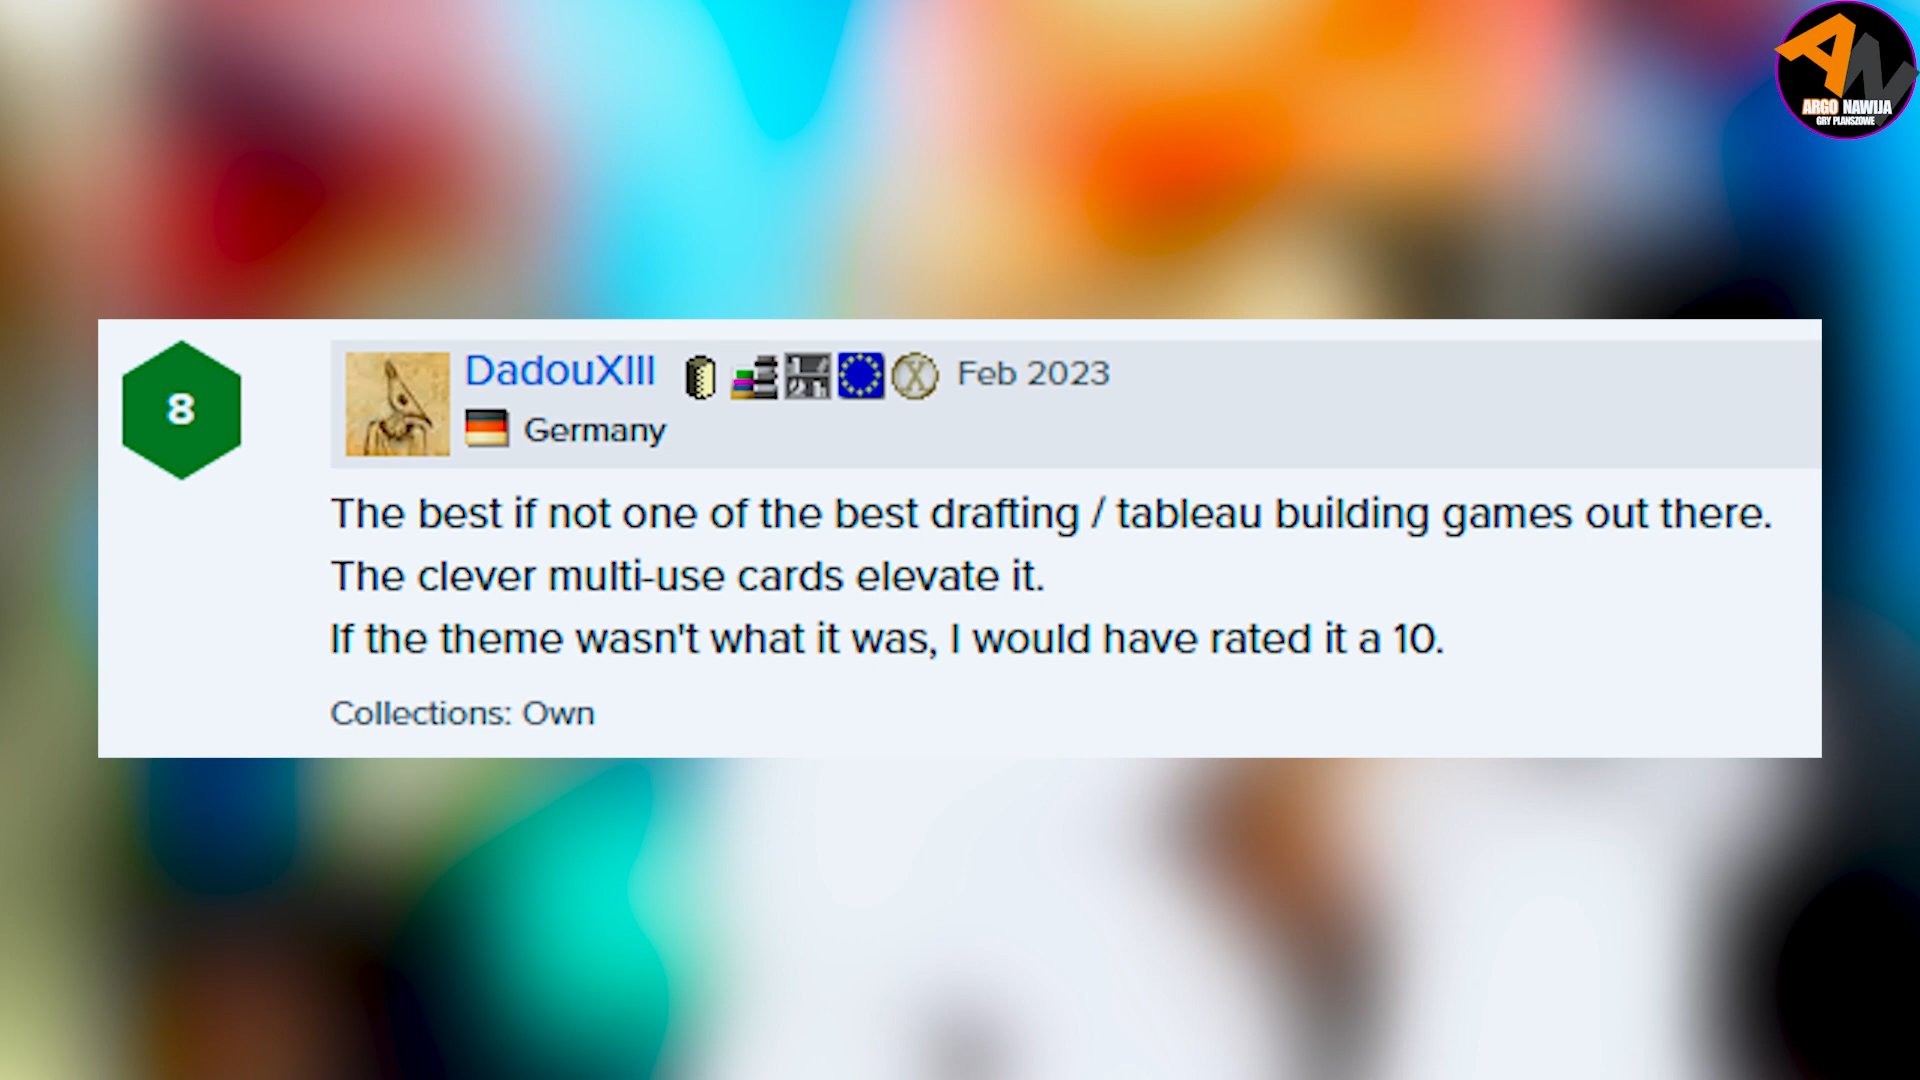 ARGO NAWIJA
GRY PLANSZOWE
8
DadouXIII Feb 2023
Germany
The best if not one of the best drafting / tableau building games out there.
The clever multi-use cards elevate it.
If the theme wasn't what it was, I would have rated it a 10.
Collections: Own